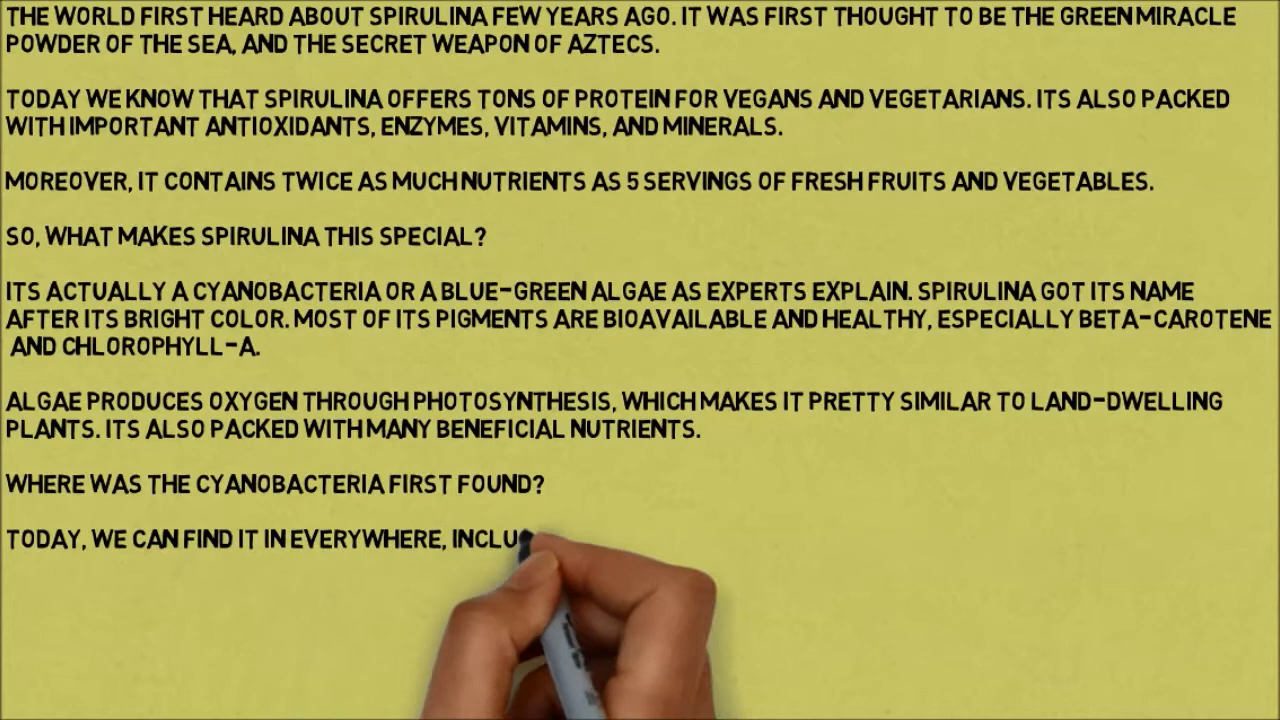 THE WORLD FIRST HEARD ABOUT SPIRULINA FEW YEARS AGO. IT WAS FIRST THOUGHT TO BE THE GREEN MIRACLE
POWDER OF THE SEA, AND THE SECRET WEAPON OF AZTECS.
TODAY WE KNOW THAT SPIRULINA OFFERS TONS OF PROTEIN FOR VEGANS AND VEGETARIANS. ITS ALSO PACKED
WITH IMPORTANT ANTIOXIDANTS, ENZYMES, VITAMINS, AND MINERALS.
MOREOVER, IT CONTAINS TWICE AS MUCH NUTRIENTS AS 5 SERVINGS OF FRESH FRUITS AND VEGETABLES.
SO, WHAT MAKES SPIRULINA THIS SPECIAL?
ITS ACTUALLY A CYANOBACTERIA OR A BLUE-GREEN ALGAE AS EXPERTS EXPLAIN. SPIRULINA GOT ITS NAME
AFTER ITS BRIGHT COLOR. MOST OF ITS PIGMENTS ARE BIOAVAILABLE AND HEALTHY, ESPECIALLY BETA-CAROTENE
AND CHLOROPHYLL-A.
ALGAE PRODUCES OXYGEN THROUGH PHOTOSYNTHESIS, WHICH MAKES IT PRETTY SIMILAR TO LAND-DWELLING
PLANTS. ITS ALSO PACKED WITH MANY BENEFICIAL NUTRIENTS.
WHERE WAS THE CYANOBACTERIA FIRST FOUND?
TODAY, WE CAN FIND IT IN EVERYWHERE, INCLU